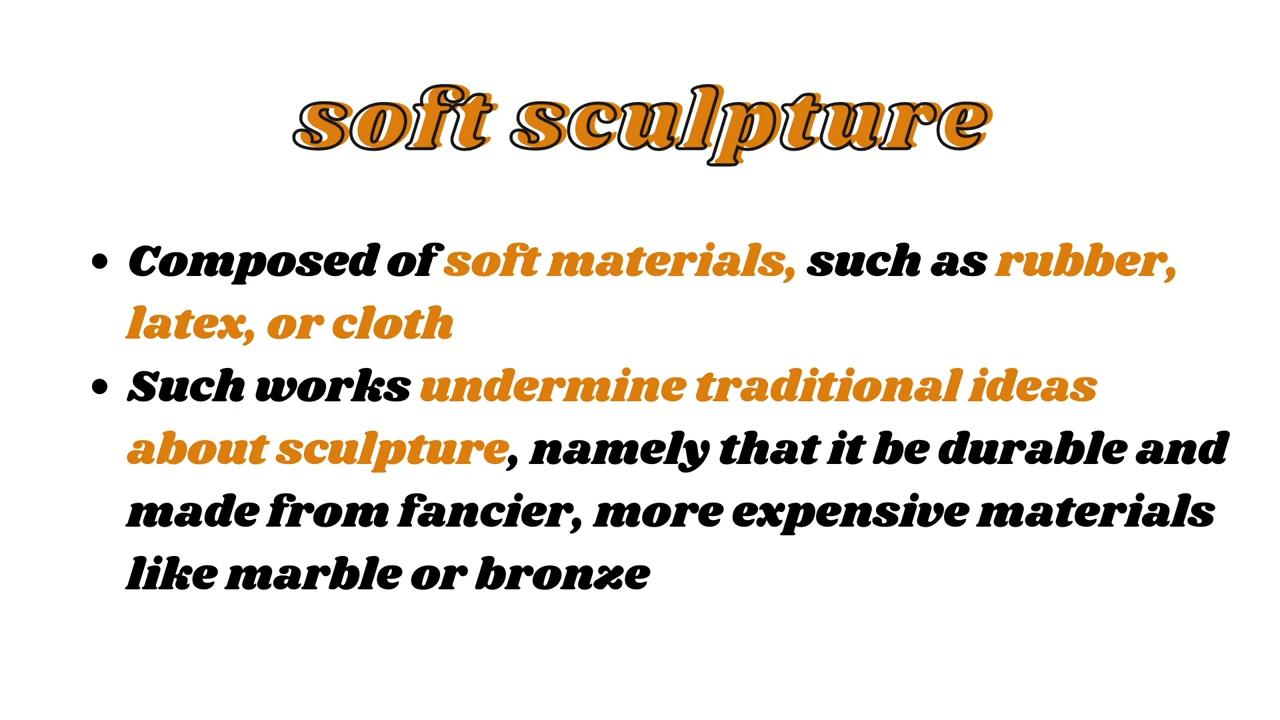 soft sculpture
• Composed of soft materials, such as rubber,
latex, or cloth
• Such works undermine traditional ideas
about sculpture, namely that it be durable and
made from fancier, more expensive materials
like marble or bronze